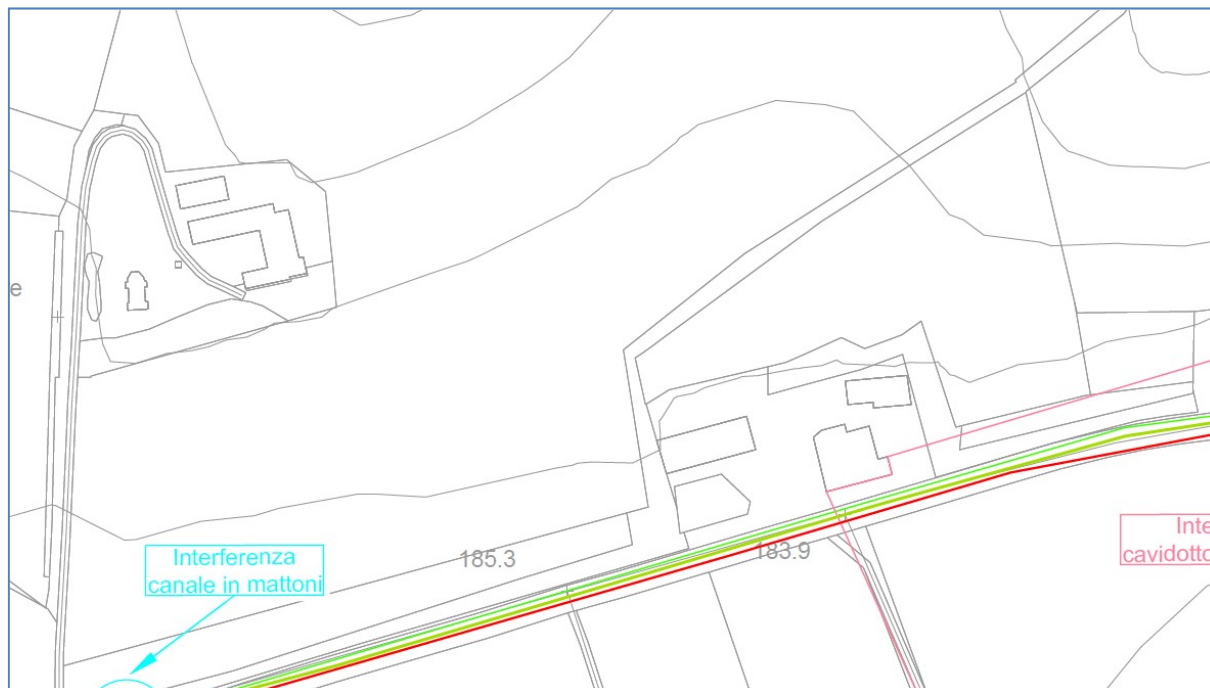 e
Interferenza
canale in mattoni
185.3
183.9
Inte
cavidotto